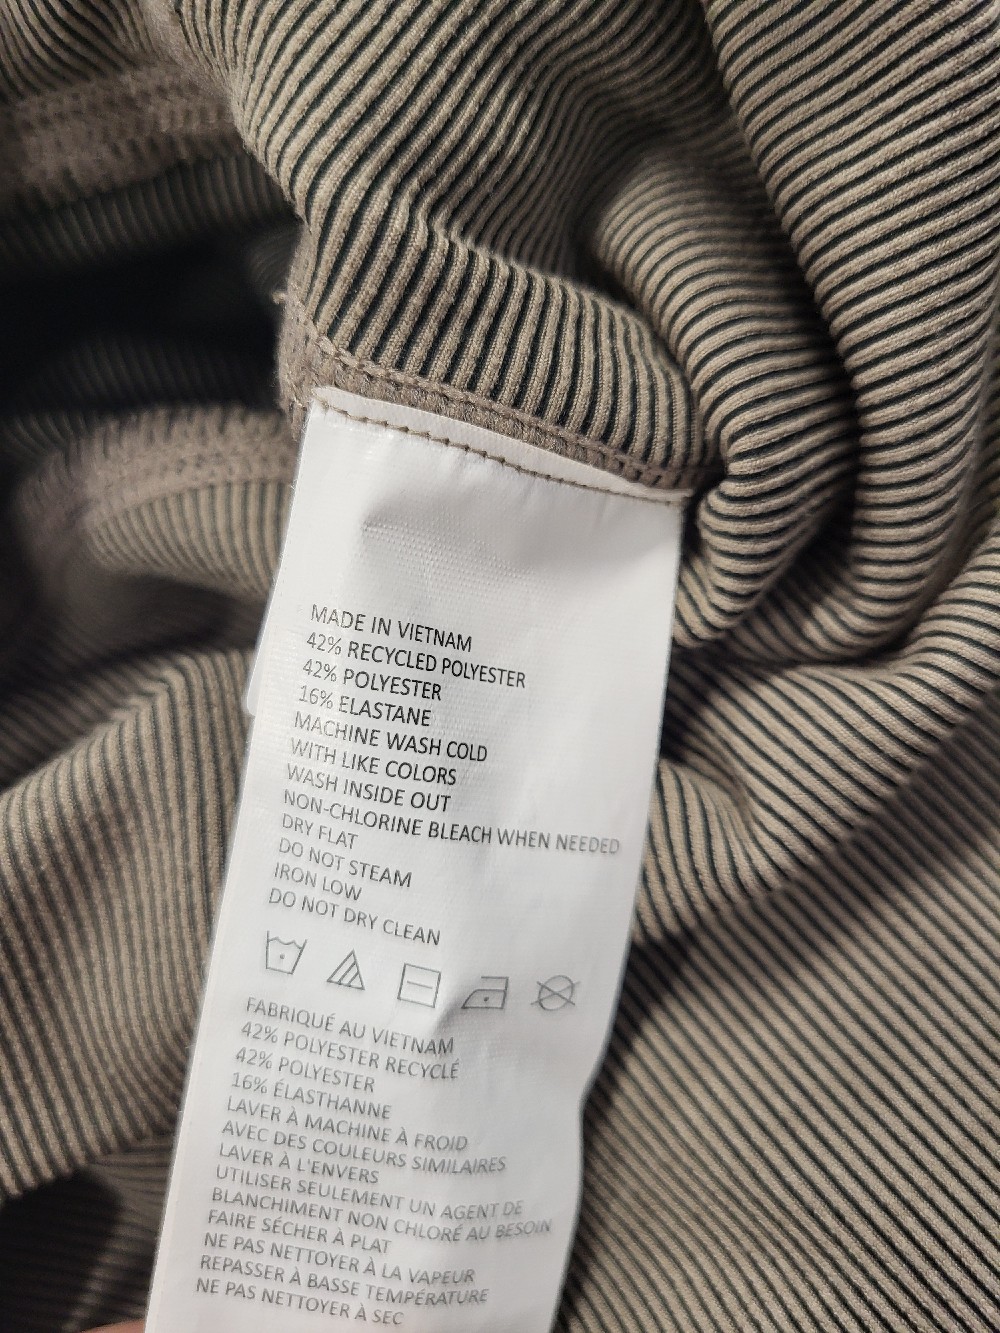 MADE IN VIETNAM
42% RECYCLED POLYESTER
42% POLYESTER
16% ELASTANE
MACHINE WASH COLD
WITH LIKE COLORS
WASH INSIDE OUT
NON-CHLORINE BLEACH WHEN NEEDED
DRY FLAT
DO NOT STEAM
IRON LOW
DO NOT DRY CLEAN
FABRIQUÉ AU VIETNAM
42% POLYESTER RECYCLÉ
42% POLYESTER
16% ÉLASTHANNE
LAVER À MACHINE À FROID
AVEC DES COULEURS SIMILAIRES
LAVER À L'ENVERS
UTILISER SEULEMENT UN AGENT DE
BLANCHIMENT NON CHLORÉ AU BESOIN
FAIRE SÉCHER À PLAT
NE PAS NETTOYER À LA VAPEUR
REPASSER À BASSE TEMPÉRATURE
NE PAS NETTOYER À SEC